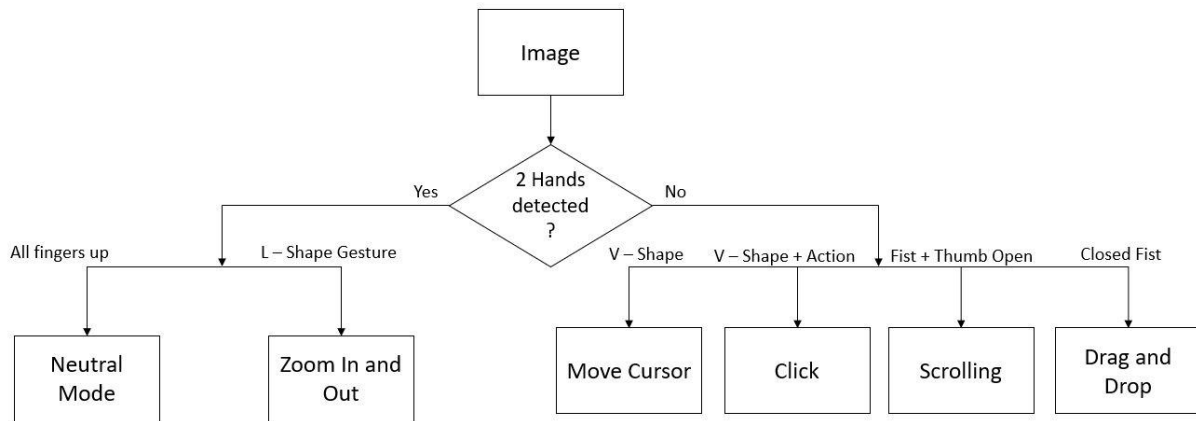 Image
2 Hands
detected
?
Yes
No
All fingers up
L – Shape Gesture
V – Shape
V – Shape + Action
Fist + Thumb Open
Closed Fist
Neutral
Mode
Zoom In and
Out
Move Cursor
Click
Scrolling
Drag and
Drop